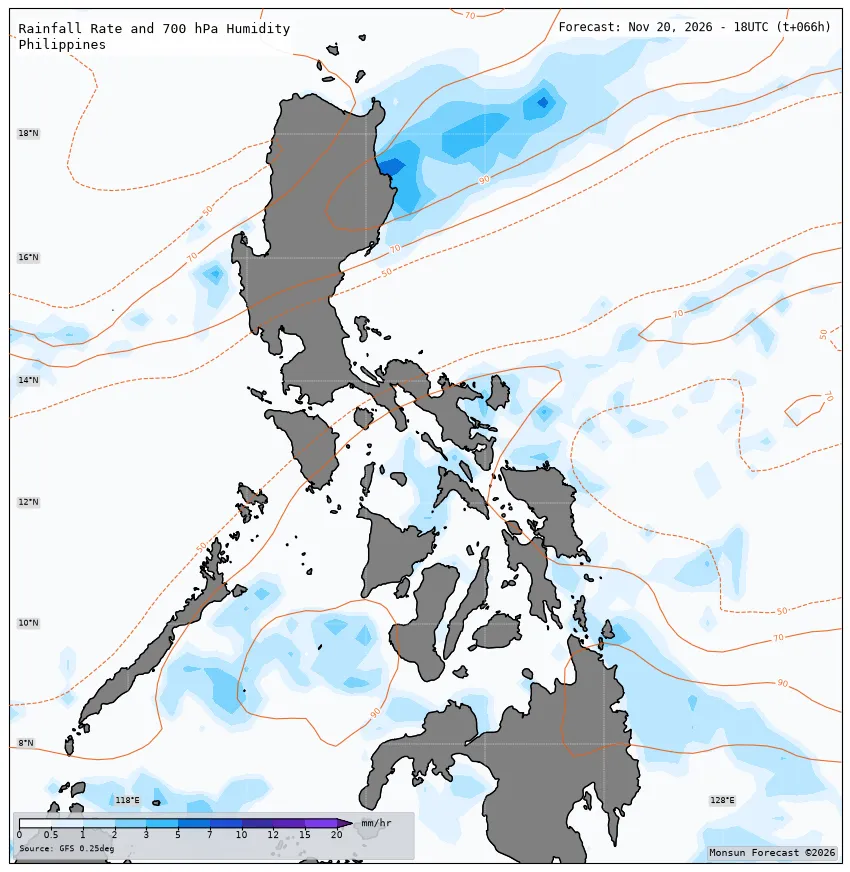 Rainfall Rate and 700 hPa Humidity
Philippines
Forecast: Nov 20, 2026 - 18UTC (t+066h)
70
18°N
90
50
70
70
50
16°N
70
50
14°N
70
12°N
50
10°N
50
70
90
90
8°N
118°E
128°E
0 0.5 1 2 3 5 7 10 12 15 20 mm/hr
Source: GFS 0.25deg
Monsun Forecast ©2026